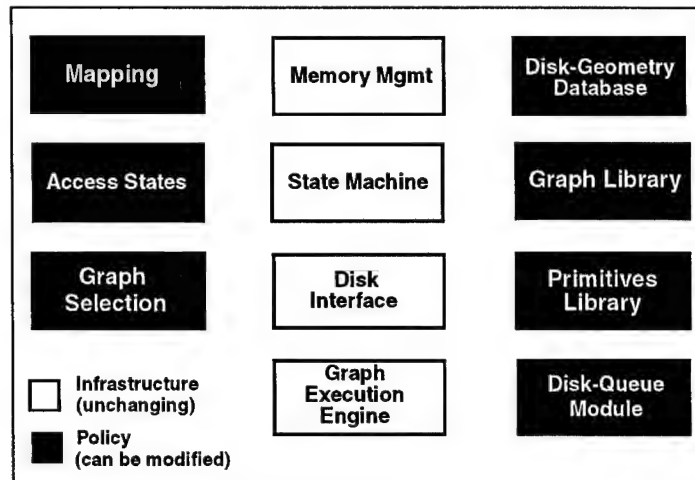 Mapping
Memory Mgmt
Disk-Geometry
Database
Access States
State Machine
Graph Library
Graph
Selection
Disk
Interface
Primitives
Library
Graph
Execution
Engine
Disk-Queue
Module
Infrastructure
(unchanging)
Policy
(can be modified)